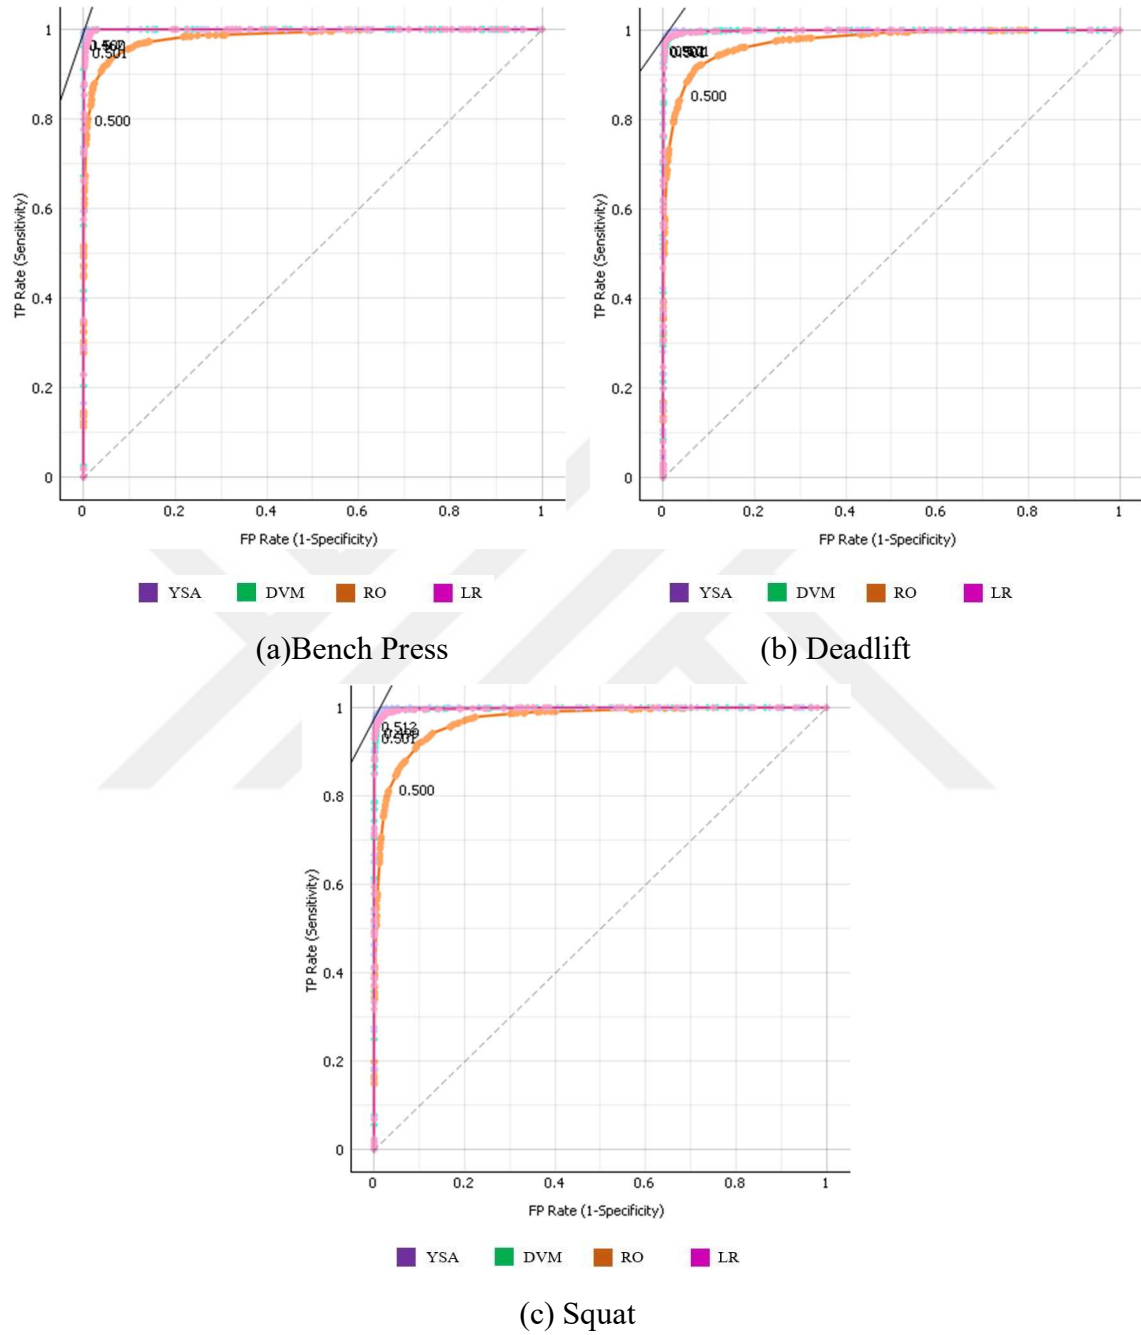 1
0.501
0.8
0.500
0.6
TP Rate (Sensitivity)
0.4
0.2
0
0 0.2 0.4 0.6 0.8 1
FP Rate (1-Specificity)
YSA DVM RO LR
(a)Bench Press
1
0.500
0.8
0.6
TP Rate (Sensitivity)
0.4
0.2
0
0 0.2 0.4 0.6 0.8 1
FP Rate (1-Specificity)
YSA DVM RO LR
(b) Deadlift
1
0.512
0.501
0.8
0.500
0.6
TP Rate (Sensitivity)
0.4
0.2
0
0 0.2 0.4 0.6 0.8 1
FP Rate (1-Specificity)
YSA DVM RO LR
(c) Squat